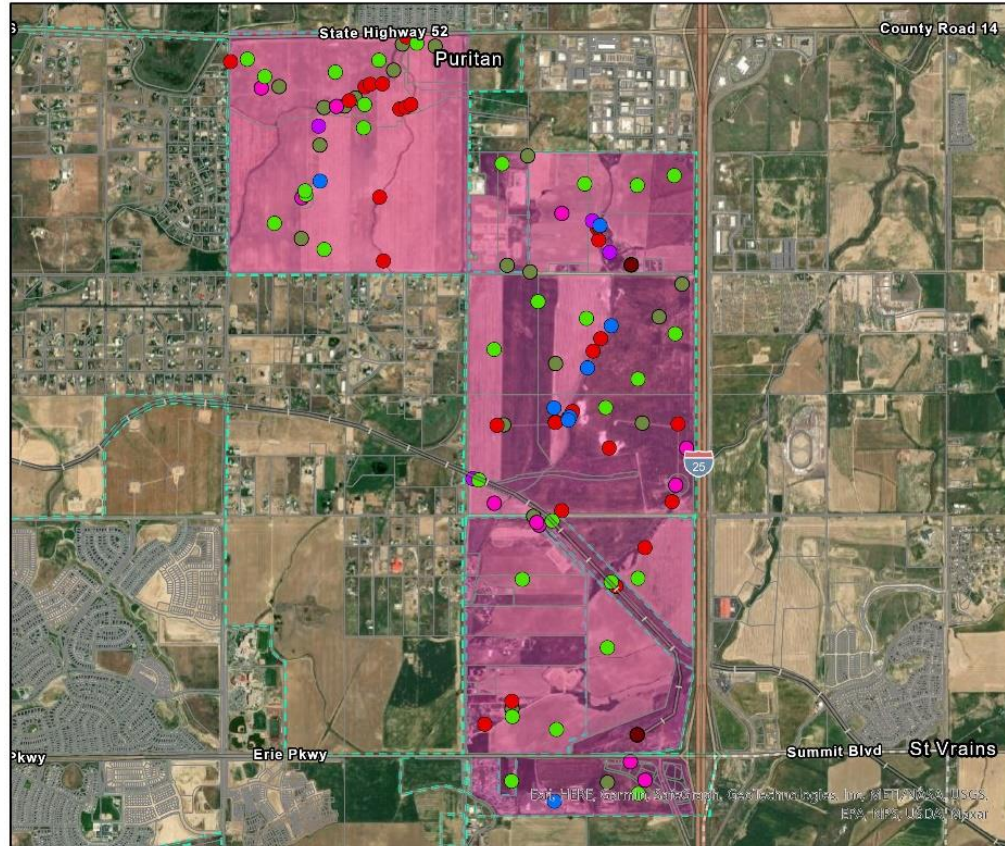 S
State Highway 52
County Road 14
Puritan
25
Pkwy
Erie Pkwy
Summit Blvd
St Vrains
Esri, HERE, Garmin, SafeGraph, GeoTechnologies, Inc, METI/NASA, USGS,
EPA, NPS, USDA, Maxar